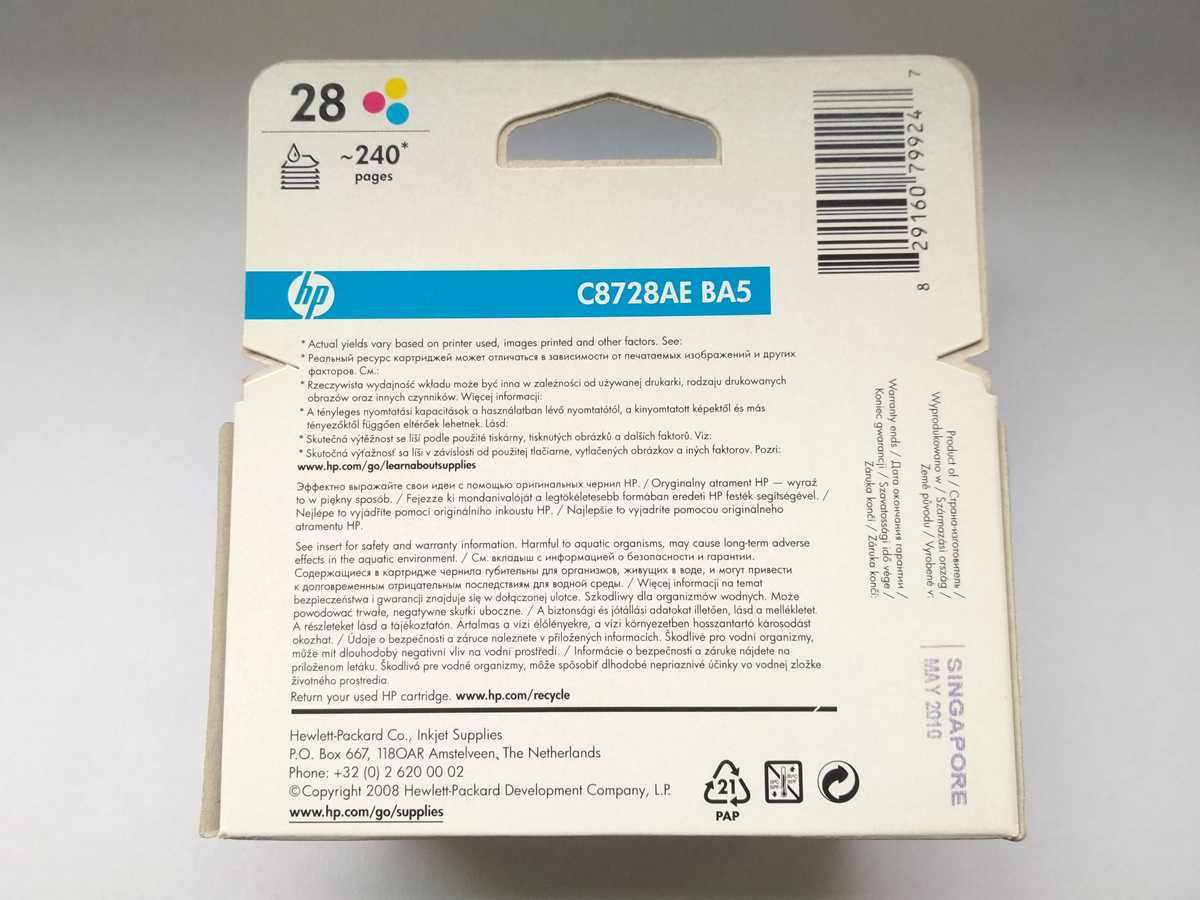 28
~240*
pages
8 29160 79924 7
hp
C8728AE BA5
* Actual yields vary based on printer used, images printed and other factors. See:
* Реальный ресурс картриджей может отличаться в зависимости от печатаемых изображений и других
факторов. См.:
* Rzeczywista wydajność wkładu może być inna w zależności od używanej drukarki, rodzaju drukowanych
obrazów oraz innych czynników. Więcej informacji:
* A tényleges nyomtatási kapacitások a használatban lévő nyomtatótól, a kinyomtatott képektől és más
tényezőktől függően eltérőek lehetnek. Lásd:
* Skutečná výtěžnost se liší podle použité tiskárny, tisknutých obrázků a dalších faktorů. Viz:
* Skutočná výťažnosť sa líši v závislosti od použitej tlačiarne, vytlačených obrázkov a iných faktorov. Pozri:
www.hp.com/go/learnaboutsupplies
Эффектно выражайте свои идеи с помощью оригинальных чернил HP. / Oryginalny atrament HP — wyraź
to w piękny sposób. / Fejezze ki mondanivalóját a legtökéletesebb formában eredeti HP festék segítségével. /
Nejlépe to vyjádříte pomocí originálního inkoustu HP. / Najlepšie to vyjadríte pomocou originálneho
atramentu HP.
See insert for safety and warranty information. Harmful to aquatic organisms, may cause long-term adverse
effects in the aquatic environment. / См. вкладыш с информацией о безопасности и гарантии.
Содержащиеся в картридже чернила губительны для организмов, живущих в воде, и могут привести
к долговременным отрицательным последствиям для водной среды. / Więcej informacji na temat
bezpieczeństwa i gwarancji znajduje się w dołączonej ulotce. Szkodliwy dla organizmów wodnych. Może
powodować trwałe, negatywne skutki uboczne. / A biztonsági és jótállási adatokat illetően, lásd a mellékletet.
A részleteket lásd a tájékoztatón. Ártalmas a vízi élőlényekre, a vízi környezetben hosszantartó károsodást
okozhat. / Údaje o bezpečnosti a záruce naleznete v přiložených informacích. Škodlivé pro vodní organizmy,
může mít dlouhodobý negativní vliv na vodní prostředí. / Informácie o bezpečnosti a záruke nájdete na
priloženom letáku. Škodlivá pre vodné organizmy, môže spôsobiť dlhodobé nepriaznivé účinky vo vodnej zložke
životného prostredia.
Return your used HP cartridge. www.hp.com/recycle
Hewlett-Packard Co., Inkjet Supplies
P.O. Box 667, 1180AR Amstelveen, The Netherlands
Phone: +32 (0) 2 620 00 02
©Copyright 2008 Hewlett-Packard Development Company, L.P.
www.hp.com/go/supplies
21
PAP
Product of / Страна-изготовитель /
Wyprodukowano w / Származási ország /
Země původu / Vyrobené v:
SINGAPORE
Warranty ends / Дата окончания гарантии /
Koniec gwarancji / Szavatossági idő vége /
Záruka končí / Záruka končí:
MAY 2010